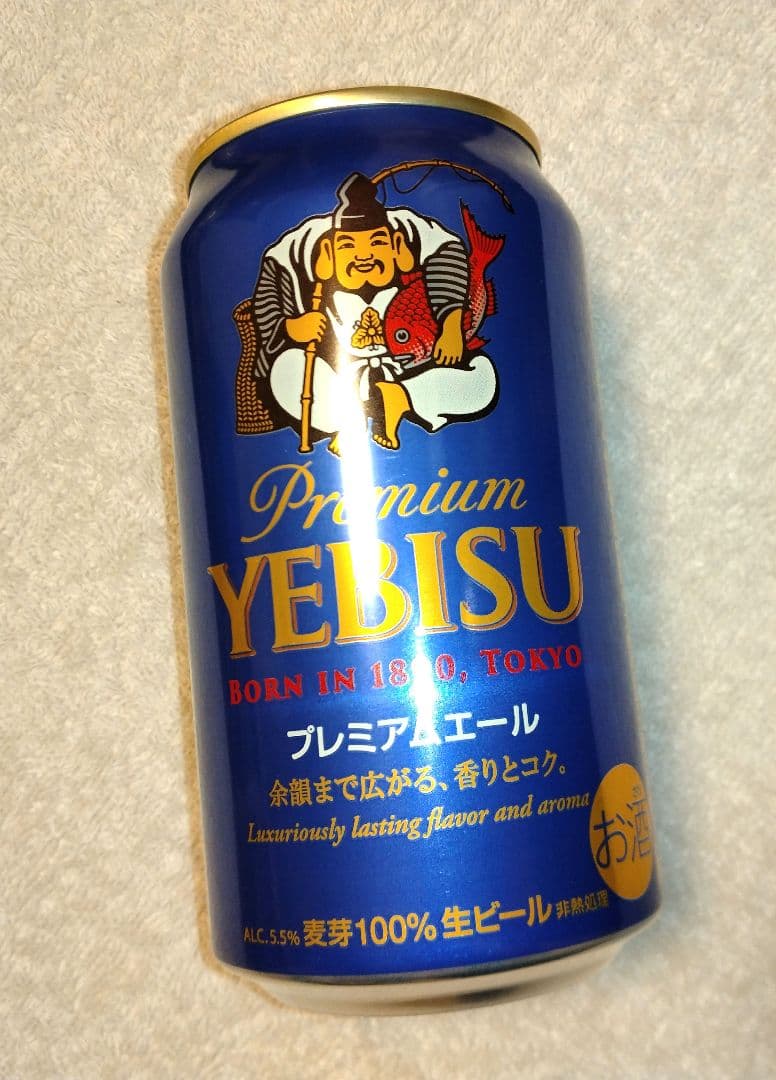 Premium
YEBISU
BORN IN 1890, TOKYO
プレミアムエール
余韻まで広がる、香りとコク。
Luxuriously lasting flavor and aroma
お酒
ALC.5.5% 麦芽100% 生ビール 非熱処理